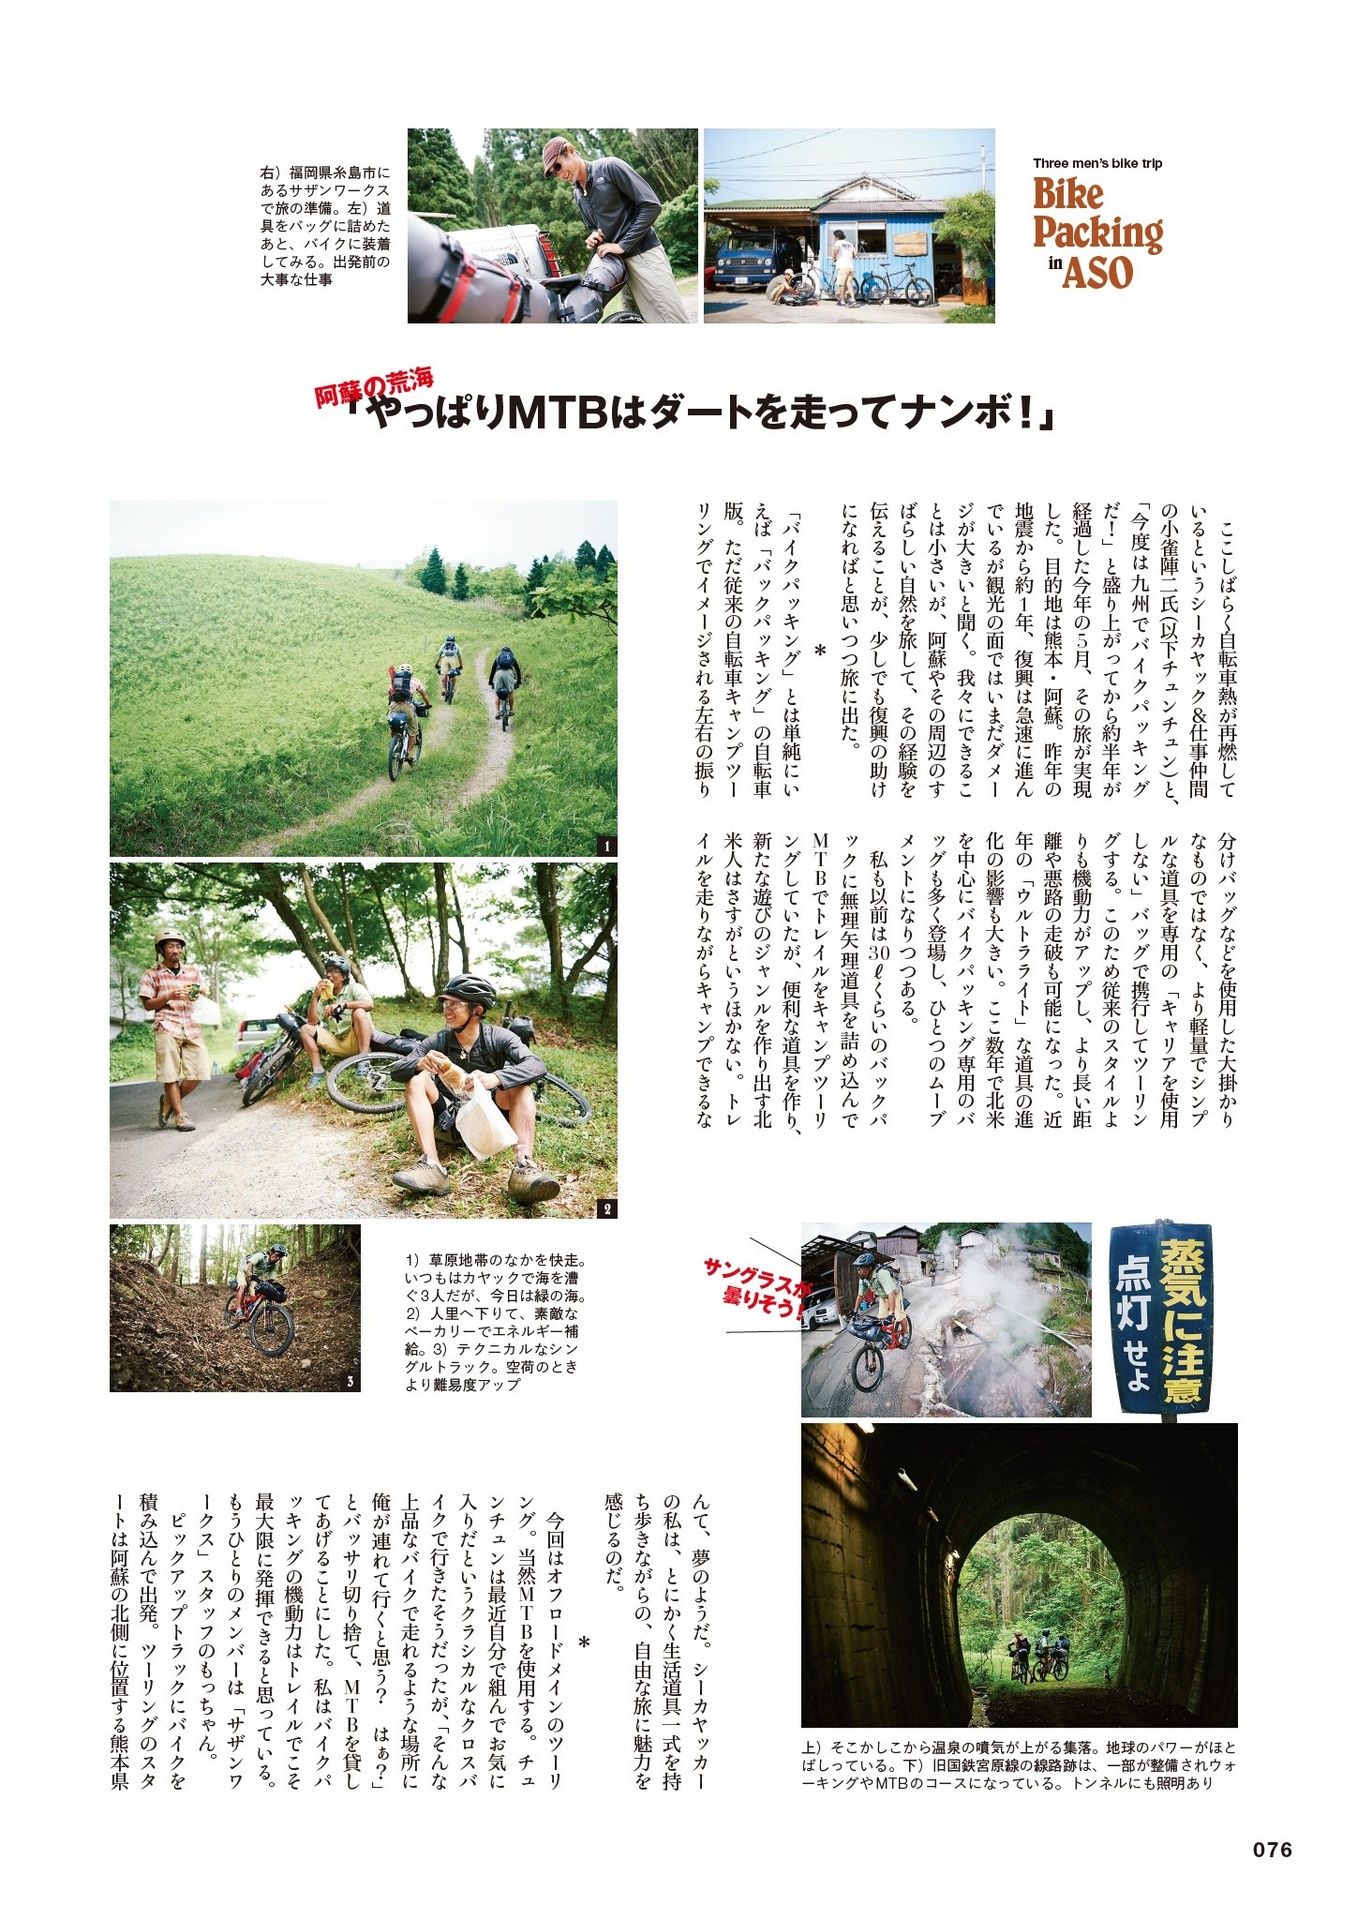 Three men's bike trip
Bike
Packing
in ASO
右）福岡県糸島市に
あるサザンワークス
で旅の準備。左）道
具をバッグに詰めた
あと、バイクに装着
してみる。出発前の
大事な仕事
阿蘇の荒海
「やっぱりMTBはダートを走ってナンボ！」
ここしばらく自転車熱が再燃して
いるというシーカヤック＆仕事仲間
の小雀陣二氏（以下チュンチュン）と、
「今度は九州でバイクパッキング
だ！」と盛り上がってから約半年が
経過した今年の５月、その旅が実現
した。目的地は熊本・阿蘇。昨年の
地震から約１年、復興は急速に進ん
でいるが観光の面ではいまだダメー
ジが大きいと聞く。我々にできるこ
とは小さいが、阿蘇やその周辺のす
ばらしい自然を旅して、その経験を
伝えることが、少しでも復興の助け
になればと思いつつ旅に出た。
＊
「バイクパッキング」とは単純にい
えば「バックパッキング」の自転車
版。ただ従来の自転車キャンプツー
リングでイメージされる左右の振り
分けバッグなどを使用した大掛かり
なものではなく、より軽量でシンプ
ルな道具を専用の「キャリアを使用
しない」バッグで携行してツーリン
グする。このため従来のスタイルよ
りも機動力がアップし、より長い距
離や悪路の走破も可能になった。近
年の「ウルトラライト」な道具の進
化の影響も大きい。ここ数年で北米
を中心にバイクパッキング専用のバ
ッグも多く登場し、ひとつのムーブ
メントになりつつある。
私も以前は30ℓくらいのバックパ
ックに無理矢理道具を詰め込んで
MTBでトレイルをキャンプツーリ
ングしていたが、便利な道具を作り、
新たな遊びのジャンルを作り出す北
米人はさすがというほかない。トレ
イルを走りながらキャンプできるな
1
2
3
1）草原地帯のなかを快走。
いつもはカヤックで海を漕
ぐ3人だが、今日は緑の海。
2）人里へ下りて、素敵な
ベーカリーでエネルギー補
給。3）テクニカルなシン
グルトラック。空荷のとき
より難易度アップ
サングラスが
曇りそう！
蒸気に注意
点灯せよ
んて、夢のようだ。シーカヤッカー
の私は、とにかく生活道具一式を持
ち歩きながらの、自由な旅に魅力を
感じるのだ。
＊
今回はオフロードメインのツーリ
ング。当然MTBを使用する。チュ
ンチュンは最近自分で組んでお気に
入りだというクラシカルなクロスバ
イクで行きたそうだったが、「そんな
上品なバイクで走れるような場所に
俺が連れて行くと思う？　はぁ？」
とバッサリ切り捨て、MTBを貸し
てあげることにした。私はバイクパ
ッキングの機動力はトレイルでこそ
最大限に発揮できると思っている。
もうひとりのメンバーは「サザンワ
ークス」スタッフのもっちゃん。
ピックアップトラックにバイクを
積み込んで出発。ツーリングのスタ
ートは阿蘇の北側に位置する熊本県
上）そこかしこから温泉の噴気が上がる集落。地球のパワーがほと
ばしっている。下）旧国鉄宮原線の線路跡は、一部が整備されウォ
ーキングやMTBのコースになっている。トンネルにも照明あり
076